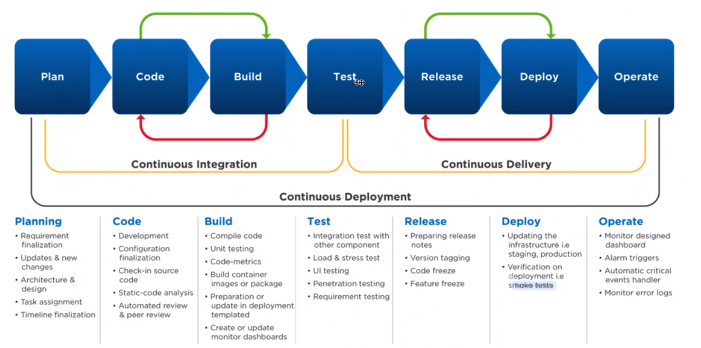 Plan
Code
Build
Test
Release
Deploy
Operate
Continuous Integration
Continuous Delivery
Continuous Deployment
Planning
• Requirement
finalization
• Updates & new
changes
• Architecture &
design
• Task assignment
• Timeline finalization
Code
• Development
• Configuration
finalization
• Check-in source
code
• Static-code analysis
• Automated review
& peer review
Build
• Compile code
• Unit testing
• Code-metrics
• Build container
images or package
• Preparation or
update in deployment
templated
• Create or update
monitor dashboards
Test
• Integration test with
other component
• Load & stress test
• UI testing
• Penetration testing
• Requirement testing
Release
• Preparing release
notes
• Version tagging
• Code freeze
• Feature freeze
Deploy
• Updating the
infrastructure i.e
staging, production
• Verification on
deployment i.e
smoke tests
Operate
• Monitor designed
dashboard
• Alarm triggers
• Automatic critical
events handler
• Monitor error logs